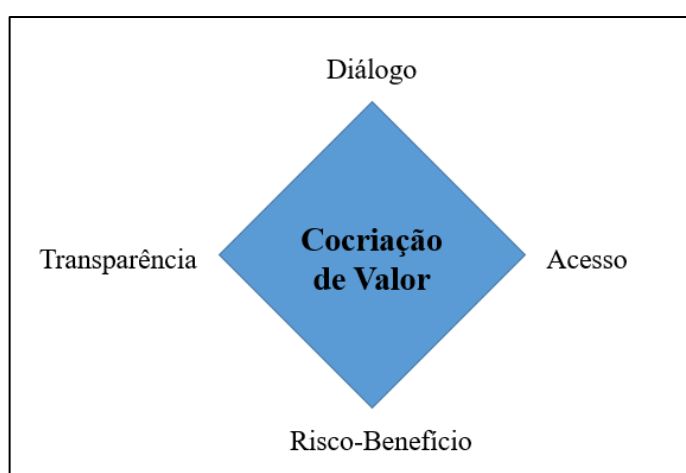 Diálogo
Transparência
Cocriação
de Valor
Acesso
Risco-Benefício